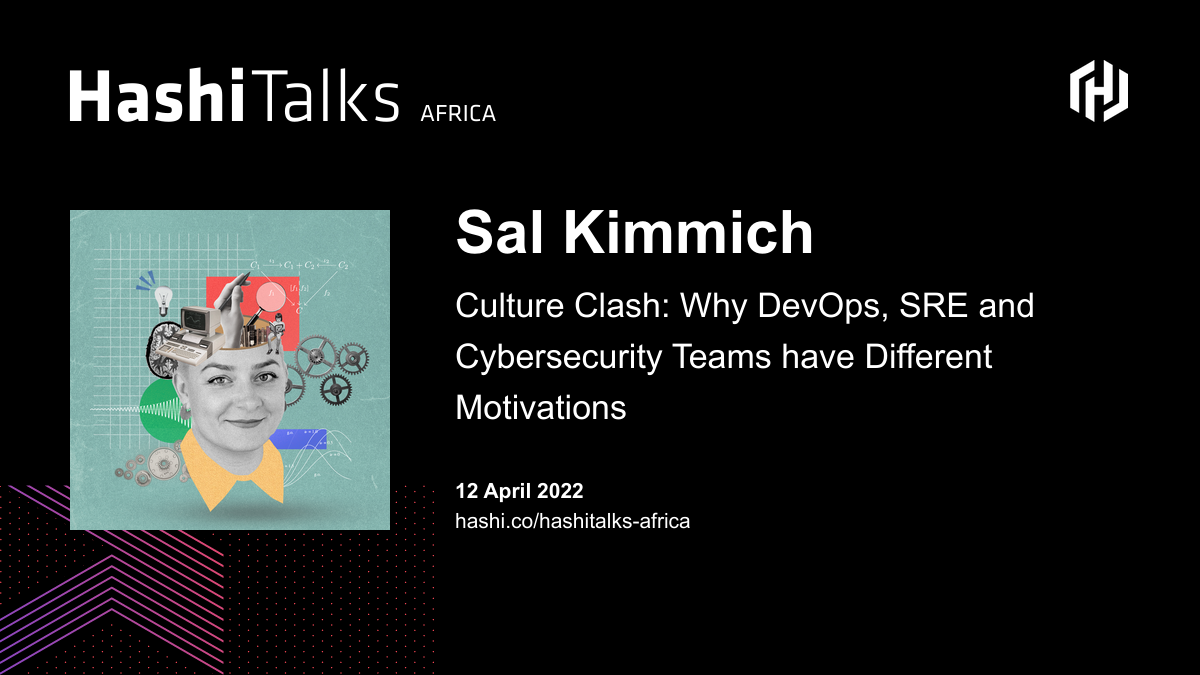 HashiTalks AFRICA
Sal Kimmich
Culture Clash: Why DevOps, SRE and
Cybersecurity Teams have Different
Motivations
12 April 2022
hashi.co/hashitalks-africa